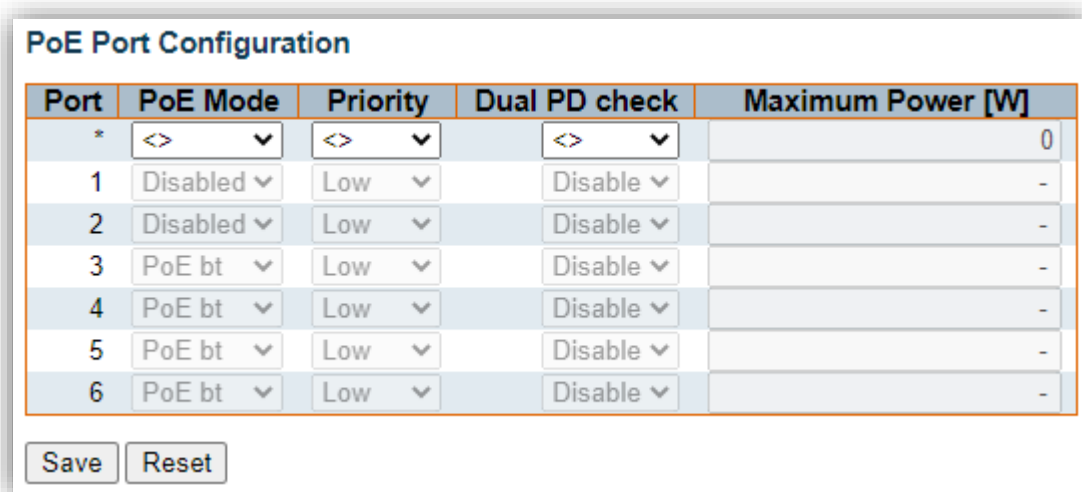 PoE Port Configuration
Port PoE Mode Priority Dual PD check Maximum Power [W]
* <> <> <> 0
1 Disabled Low Disable -
2 Disabled Low Disable -
3 PoE bt Low Disable -
4 PoE bt Low Disable -
5 PoE bt Low Disable -
6 PoE bt Low Disable -
Save Reset